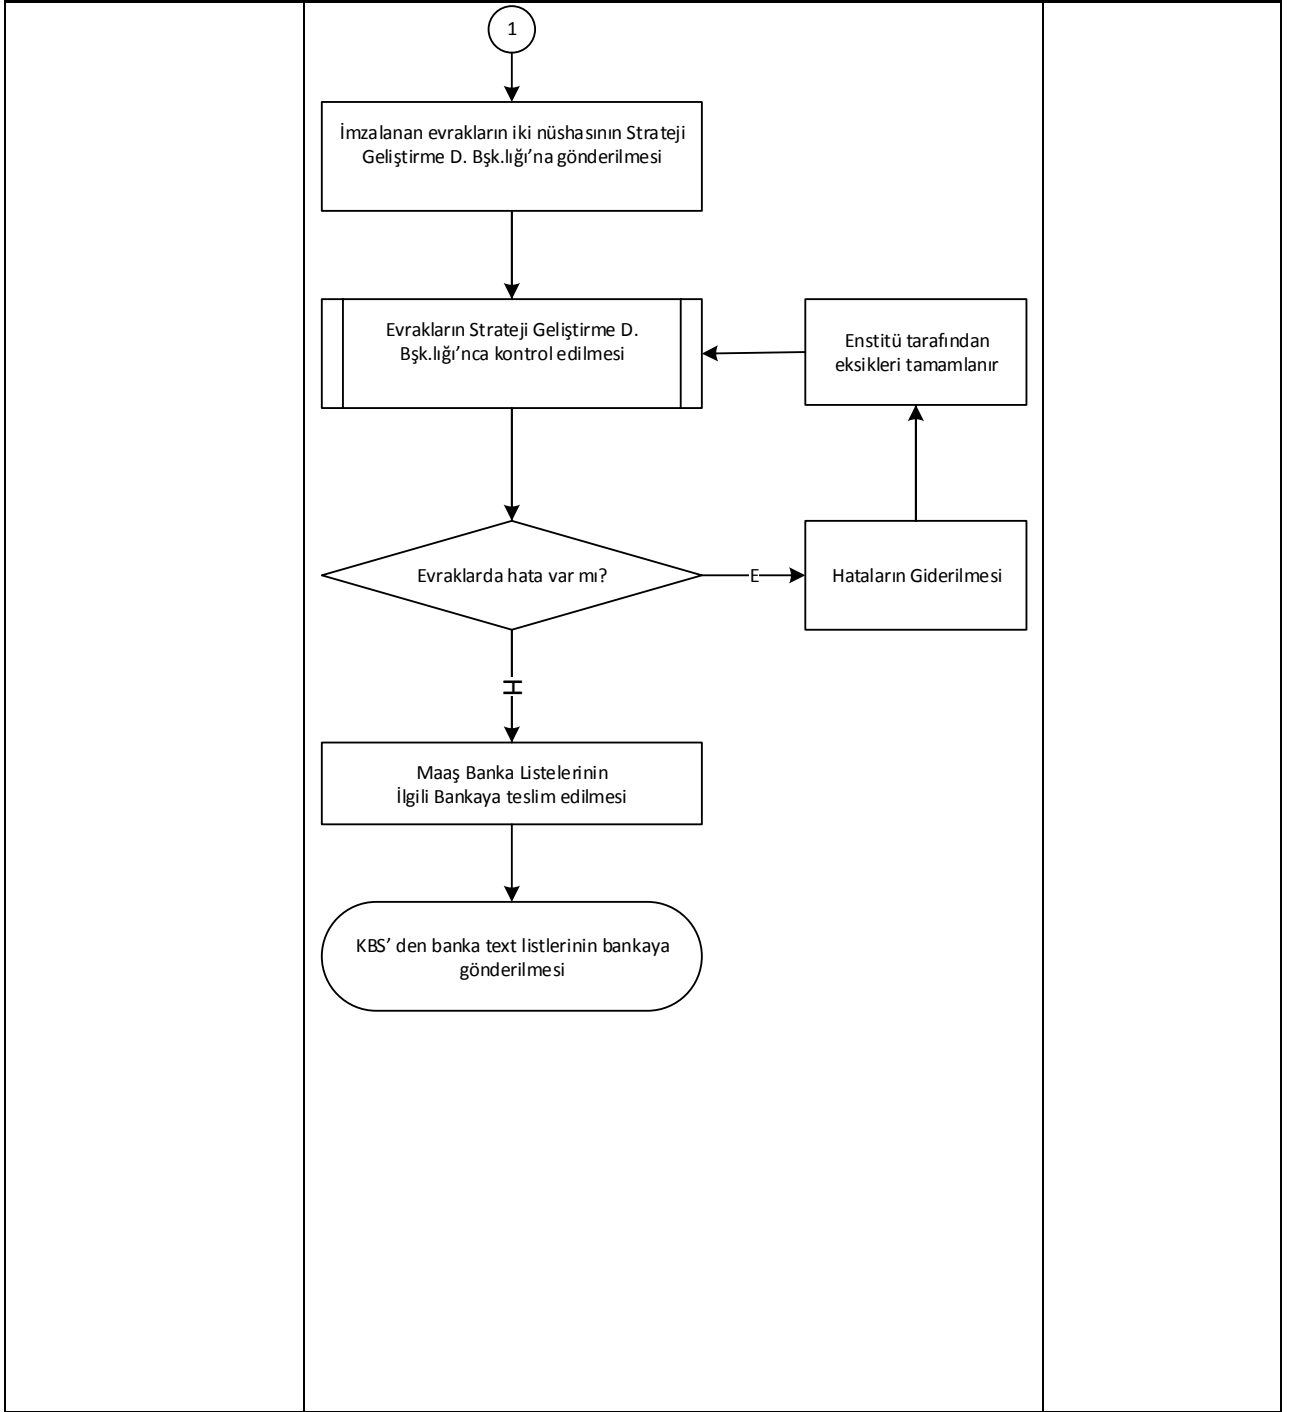 1
İmzalanan evrakların iki nüshasının Strateji
Geliştirme D. Bşk.lığı’na gönderilmesi
Evrakların Strateji Geliştirme D.
Bşk.lığı’nca kontrol edilmesi
Enstitü tarafından
eksikleri tamamlanır
Evraklarda hata var mı?
E
Hataların Giderilmesi
H
Maaş Banka Listelerinin
İlgili Bankaya teslim edilmesi
KBS’ den banka text listlerinin bankaya
gönderilmesi